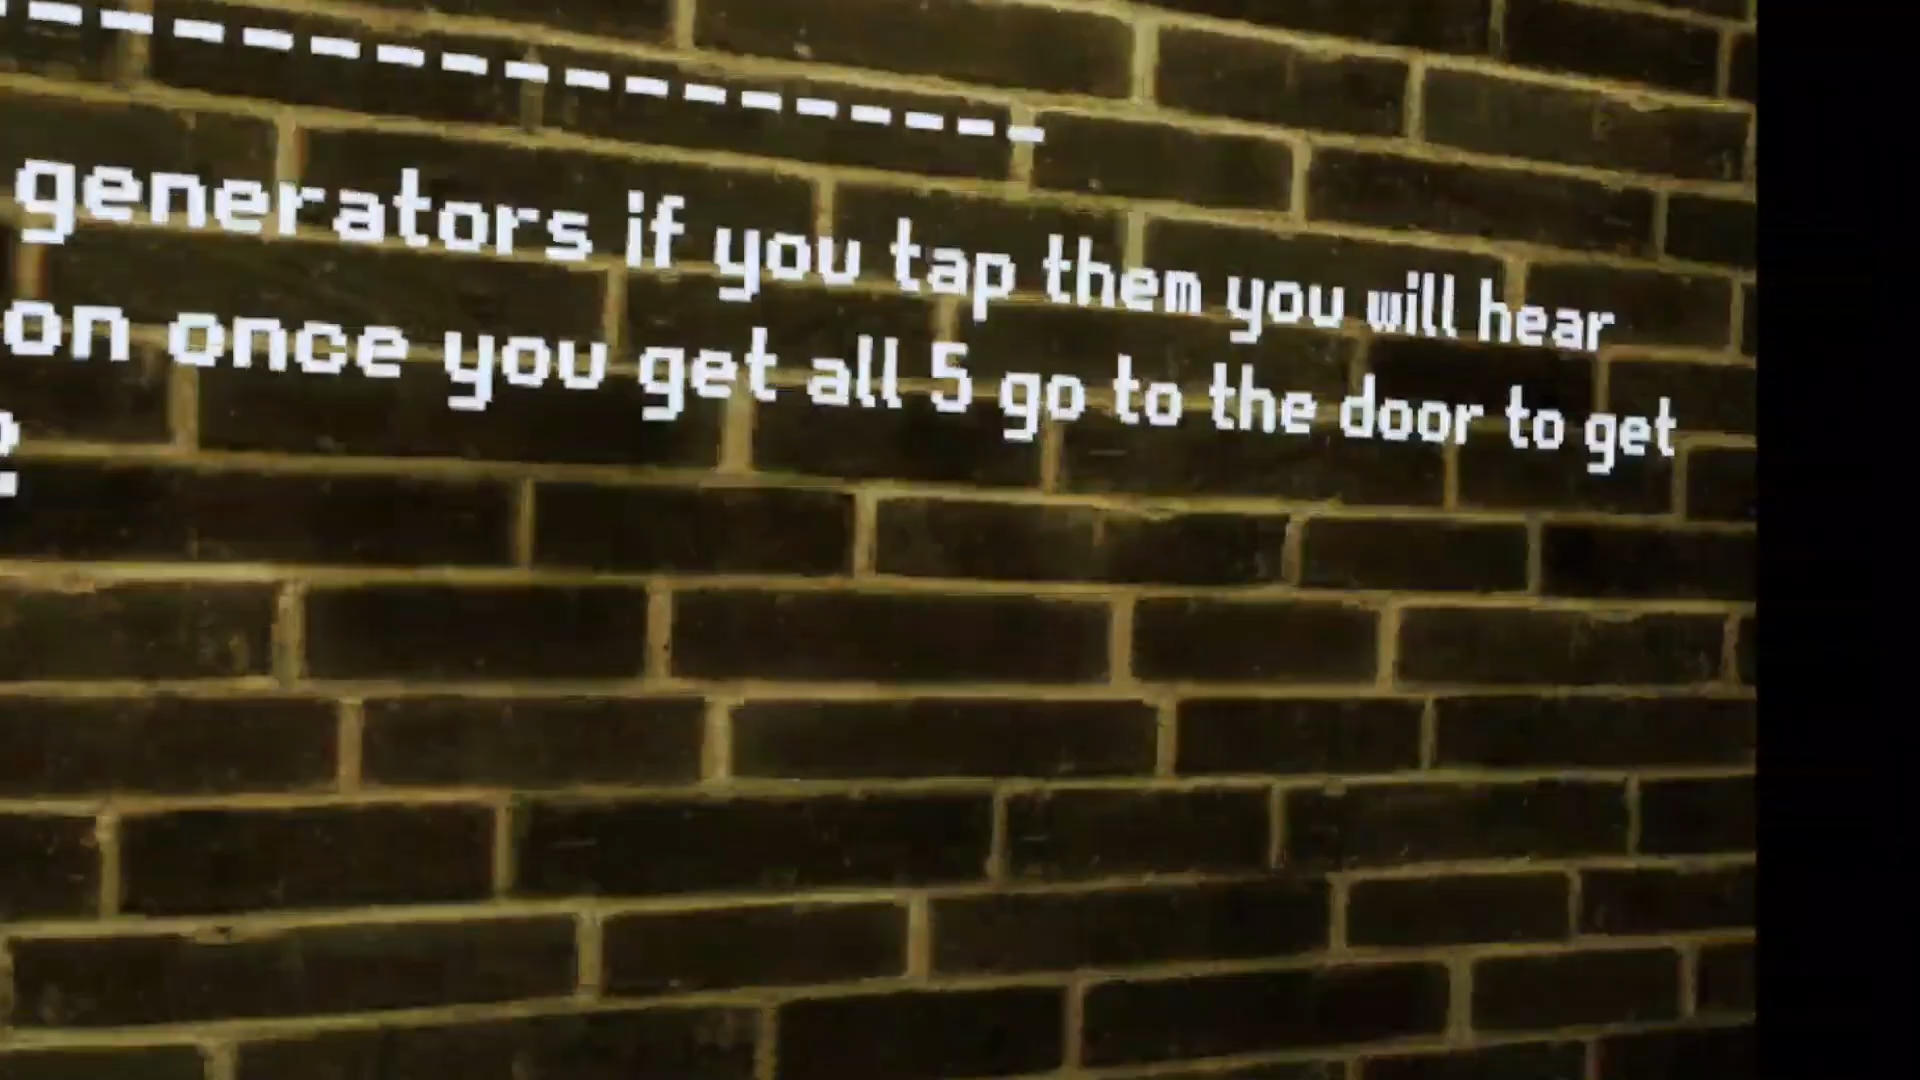 --------------------
generators if you tap them you will hear
on once you get all 5 go to the door to get